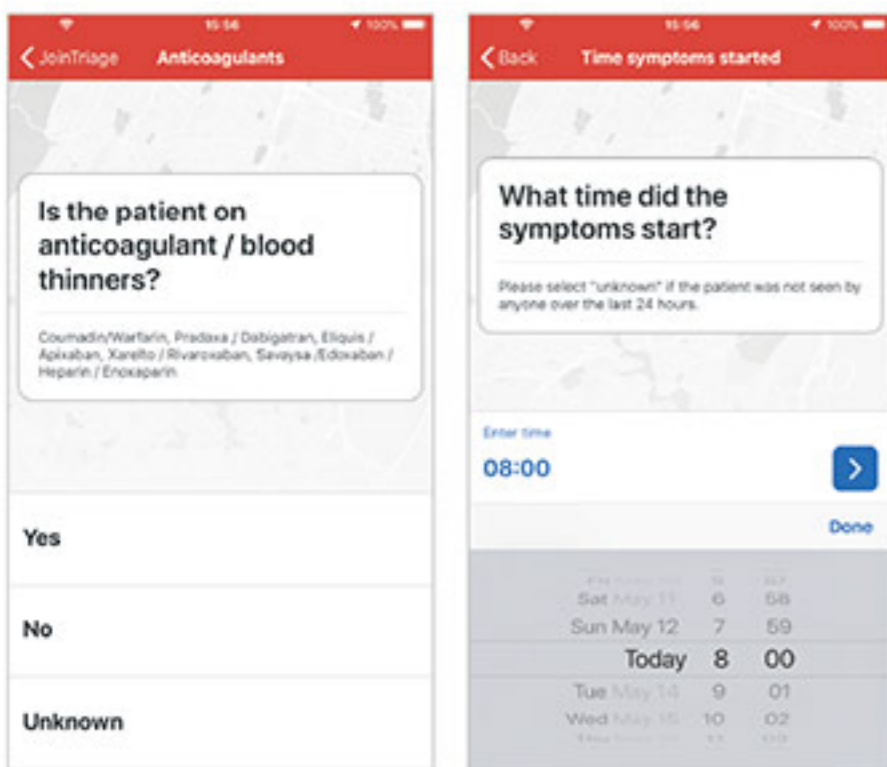 15:56 100%
JoinTriage Anticoagulants
Is the patient on
anticoagulant / blood
thinners?
Coumadin/Warfarin, Pradaxa / Dabigatran, Eliquis /
Apixaban, Xarelto / Rivaroxaban, Savaysa /Edoxaban /
Heparin / Enoxaparin
Yes
No
Unknown
15:56 100%
Back Time symptoms started
What time did the
symptoms start?
Please select "unknown" if the patient was not seen by
anyone over the last 24 hours.
Enter time
08:00
Done
Sat May 11 6 58
Sun May 12 7 59
Today 8 00
Tue May 14 9 01
Wed May 15 10 02